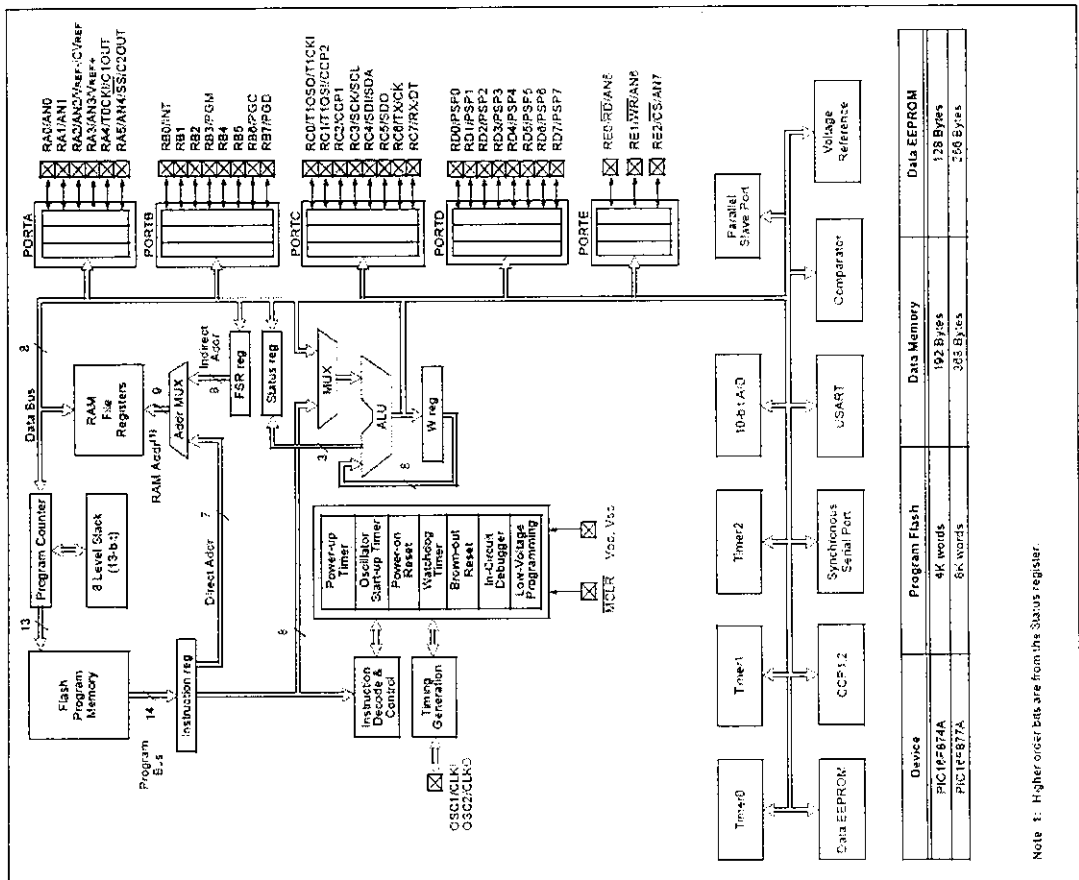 Data Bus
8
13
Program Counter
Flash
Program
Memory
8 Level Stack
(13-bit)
RAM
File
Registers
Program
Bus
14
RAM Addr(1)
9
Instruction reg
Addr MUX
Direct Addr
7
8
Indirect
Addr
FSR reg
Status reg
8
3
MUX
ALU
8
W reg
Instruction
Decode &
Control
Timing
Generation
OSC1/CLKI
OSC2/CLKO
Power-up
Timer
Oscillator
Start-up Timer
Power-on
Reset
Watchdog
Timer
Brown-out
Reset
In-Circuit
Debugger
Low-Voltage
Programming
MCLR
VDD, VSS
PORTA
RA0/AN0
RA1/AN1
RA2/AN2/VREF-/CVREF
RA3/AN3/VREF+
RA4/T0CKI/C1OUT
RA5/AN4/SS/C2OUT
PORTB
RB0/INT
RB1
RB2
RB3/PGM
RB4
RB5
RB6/PGC
RB7/PGD
PORTC
RC0/T1OSO/T1CKI
RC1/T1OSI/CCP2
RC2/CCP1
RC3/SCK/SCL
RC4/SDI/SDA
RC5/SDO
RC6/TX/CK
RC7/RX/DT
PORTD
RD0/PSP0
RD1/PSP1
RD2/PSP2
RD3/PSP3
RD4/PSP4
RD5/PSP5
RD6/PSP6
RD7/PSP7
PORTE
RE0/RD/AN5
RE1/WR/AN6
RE2/CS/AN7
Parallel
Slave Port
Timer0
Timer1
Timer2
10-bit A/D
Data EEPROM
CCP1,2
Synchronous
Serial Port
USART
Comparator
Voltage
Reference
Device Program Flash Data Memory Data EEPROM
PIC16F874A 4K words 192 Bytes 128 Bytes
PIC16F877A 8K words 368 Bytes 256 Bytes
Note 1: Higher order bits are from the Status register.